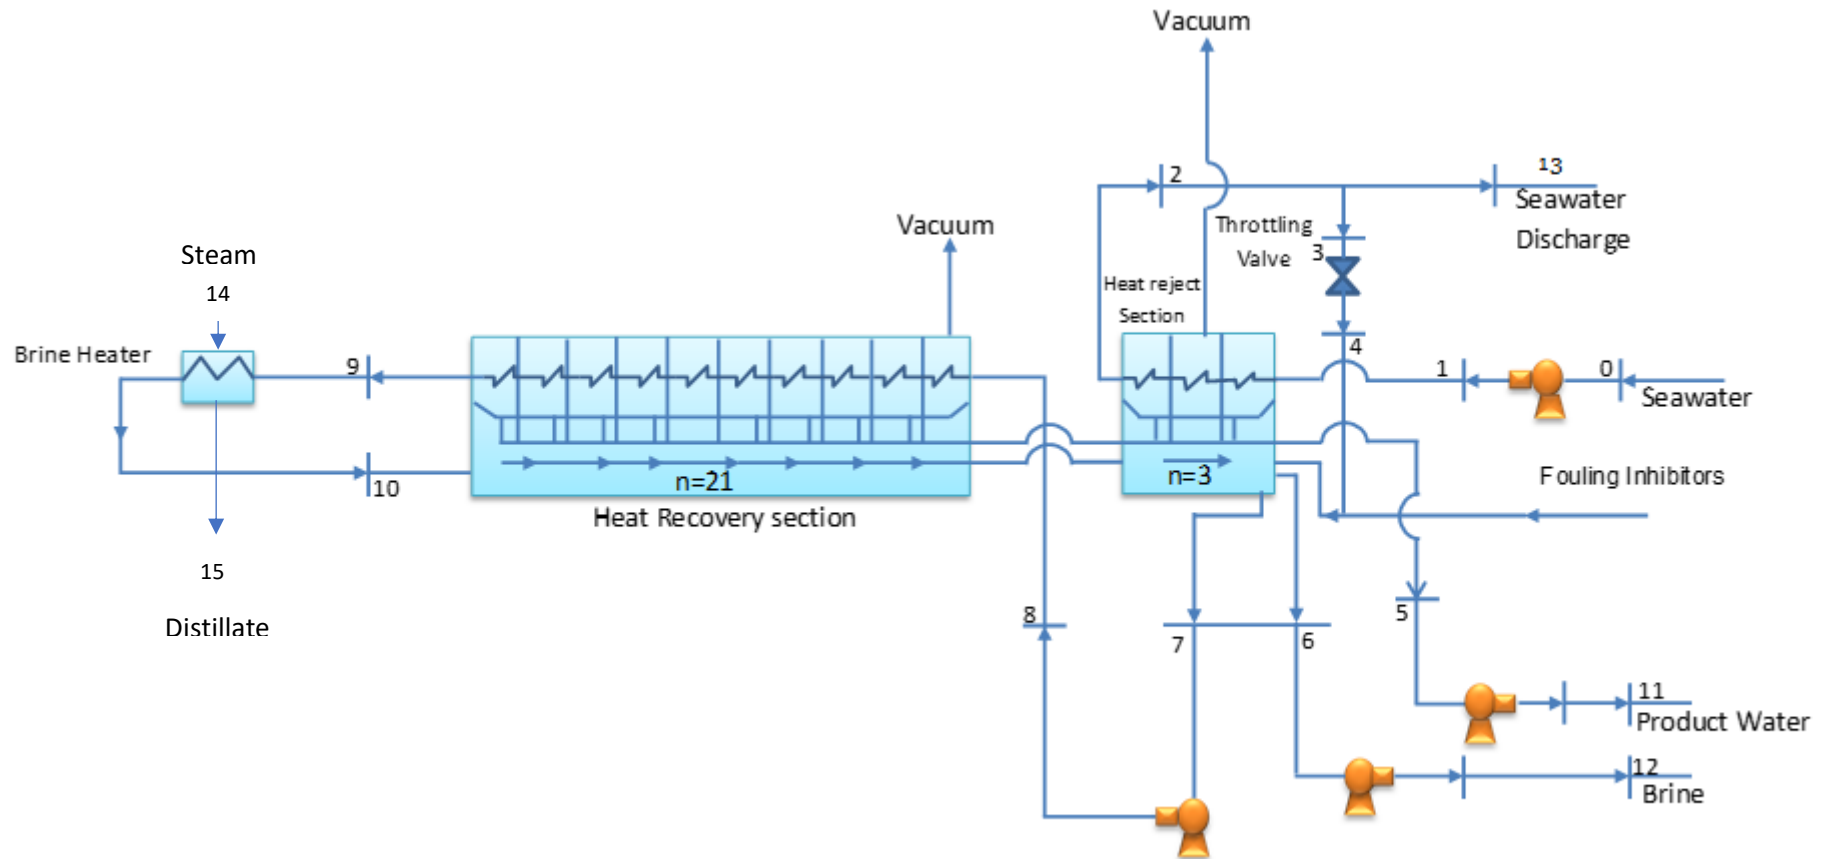 Vacuum
2
13
Seawater
Discharge
Throttling
Valve
3
Vacuum
Steam
14
Heat reject
Section
Brine Heater
9
4
1
0
Seawater
10
n=21
n=3
Fouling Inhibitors
Heat Recovery section
15
Distillate
8
7
6
5
11
Product Water
12
Brine